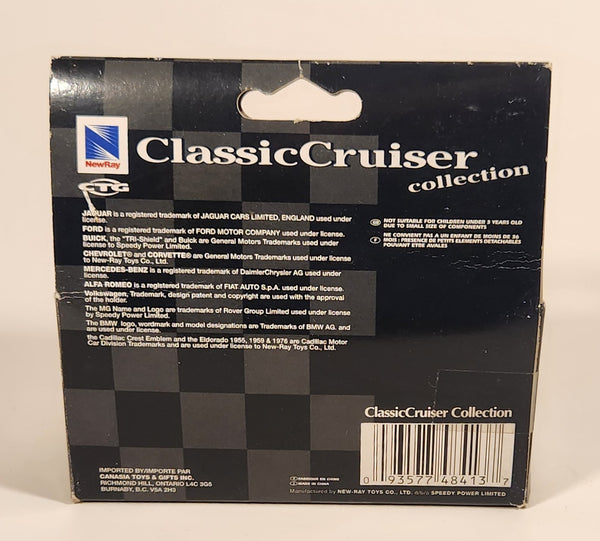 NewRay
CTG
ClassicCruiser
collection
JAGUAR is a registered trademark of JAGUAR CARS LIMITED, ENGLAND used under
license.
FORD is a registered trademark of FORD MOTOR COMPANY used under license.
BUICK, the "TRI-Shield" and Buick are General Motors Trademarks used under
license to Speedy Power Limited.
CHEVROLET® and CORVETTE® are General Motors Trademarks used under license
to New-Ray Toys Co., Ltd.
MERCEDES-BENZ is a registered trademark of DaimlerChrysler AG used under
license.
ALFA ROMEO is a registered trademark of FIAT AUTO S.p.A. used under license.
Volkswagen. Trademark, design patent and copyright are used with the approval
of the holder.
The MG Name and Logo are trademarks of Rover Group Limited used under license
by Speedy Power Limited.
The BMW logo, wordmark and model designations are Trademarks of BMW AG. and
are used under license.
the Cadillac Crest Emblem and the Eldorado 1955, 1959 & 1976 are Cadillac Motor
Car Division Trademarks and are used under license to New-Ray Toys Co., Ltd.
NOT SUITABLE FOR CHILDREN UNDER 3 YEARS OLD
DUE TO SMALL SIZE OF COMPONENTS
NE CONVIENT PAS A UN ENFANT DE MOINS DE 36
MOIS : PRESENCE DE PETITS ELEMENTS DETACHABLES
POUVANT ETRE AVALES
IMPORTED BY/IMPORTE PAR
CANASIA TOYS & GIFTS INC.
RICHMOND HILL, ONTARIO L4C 3G5
BURNABY, B.C. V5A 2H3
FABRIQUE EN CHINE
MADE IN CHINA
ClassicCruiser Collection
0 93577 48413 7
Manufactured by NEW-RAY TOYS CO., LTD. d/b/a SPEEDY POWER LIMITED